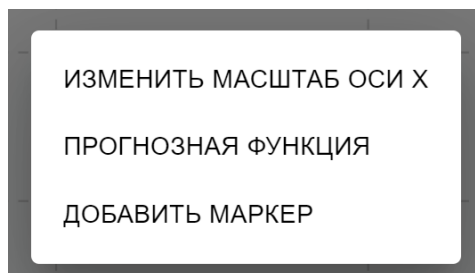 ИЗМЕНИТЬ МАСШТАБ ОСИ X
ПРОГНОЗНАЯ ФУНКЦИЯ
ДОБАВИТЬ МАРКЕР